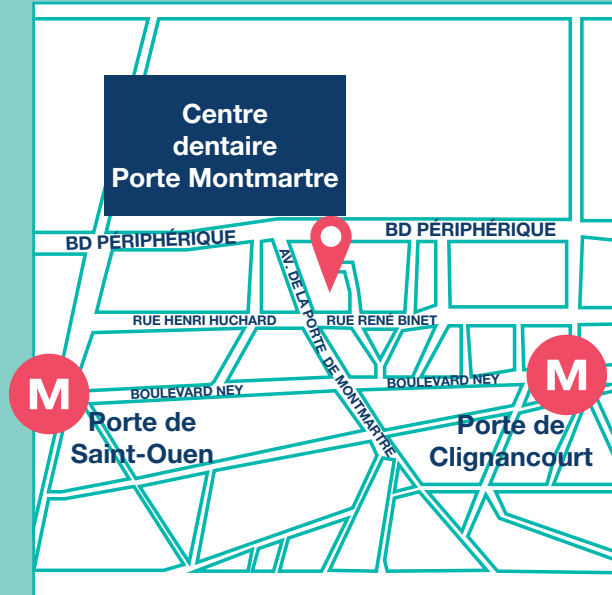 Centre
dentaire
Porte Montmartre
BD PÉRIPHÉRIQUE
BD PÉRIPHÉRIQUE
AV. DE LA PORTE DE MONTMARTRE
RUE HENRI HUCHARD
RUE RENÉ BINET
M
BOULEVARD NEY
BOULEVARD NEY
M
Porte de
Saint-Ouen
Porte de
Clignancourt